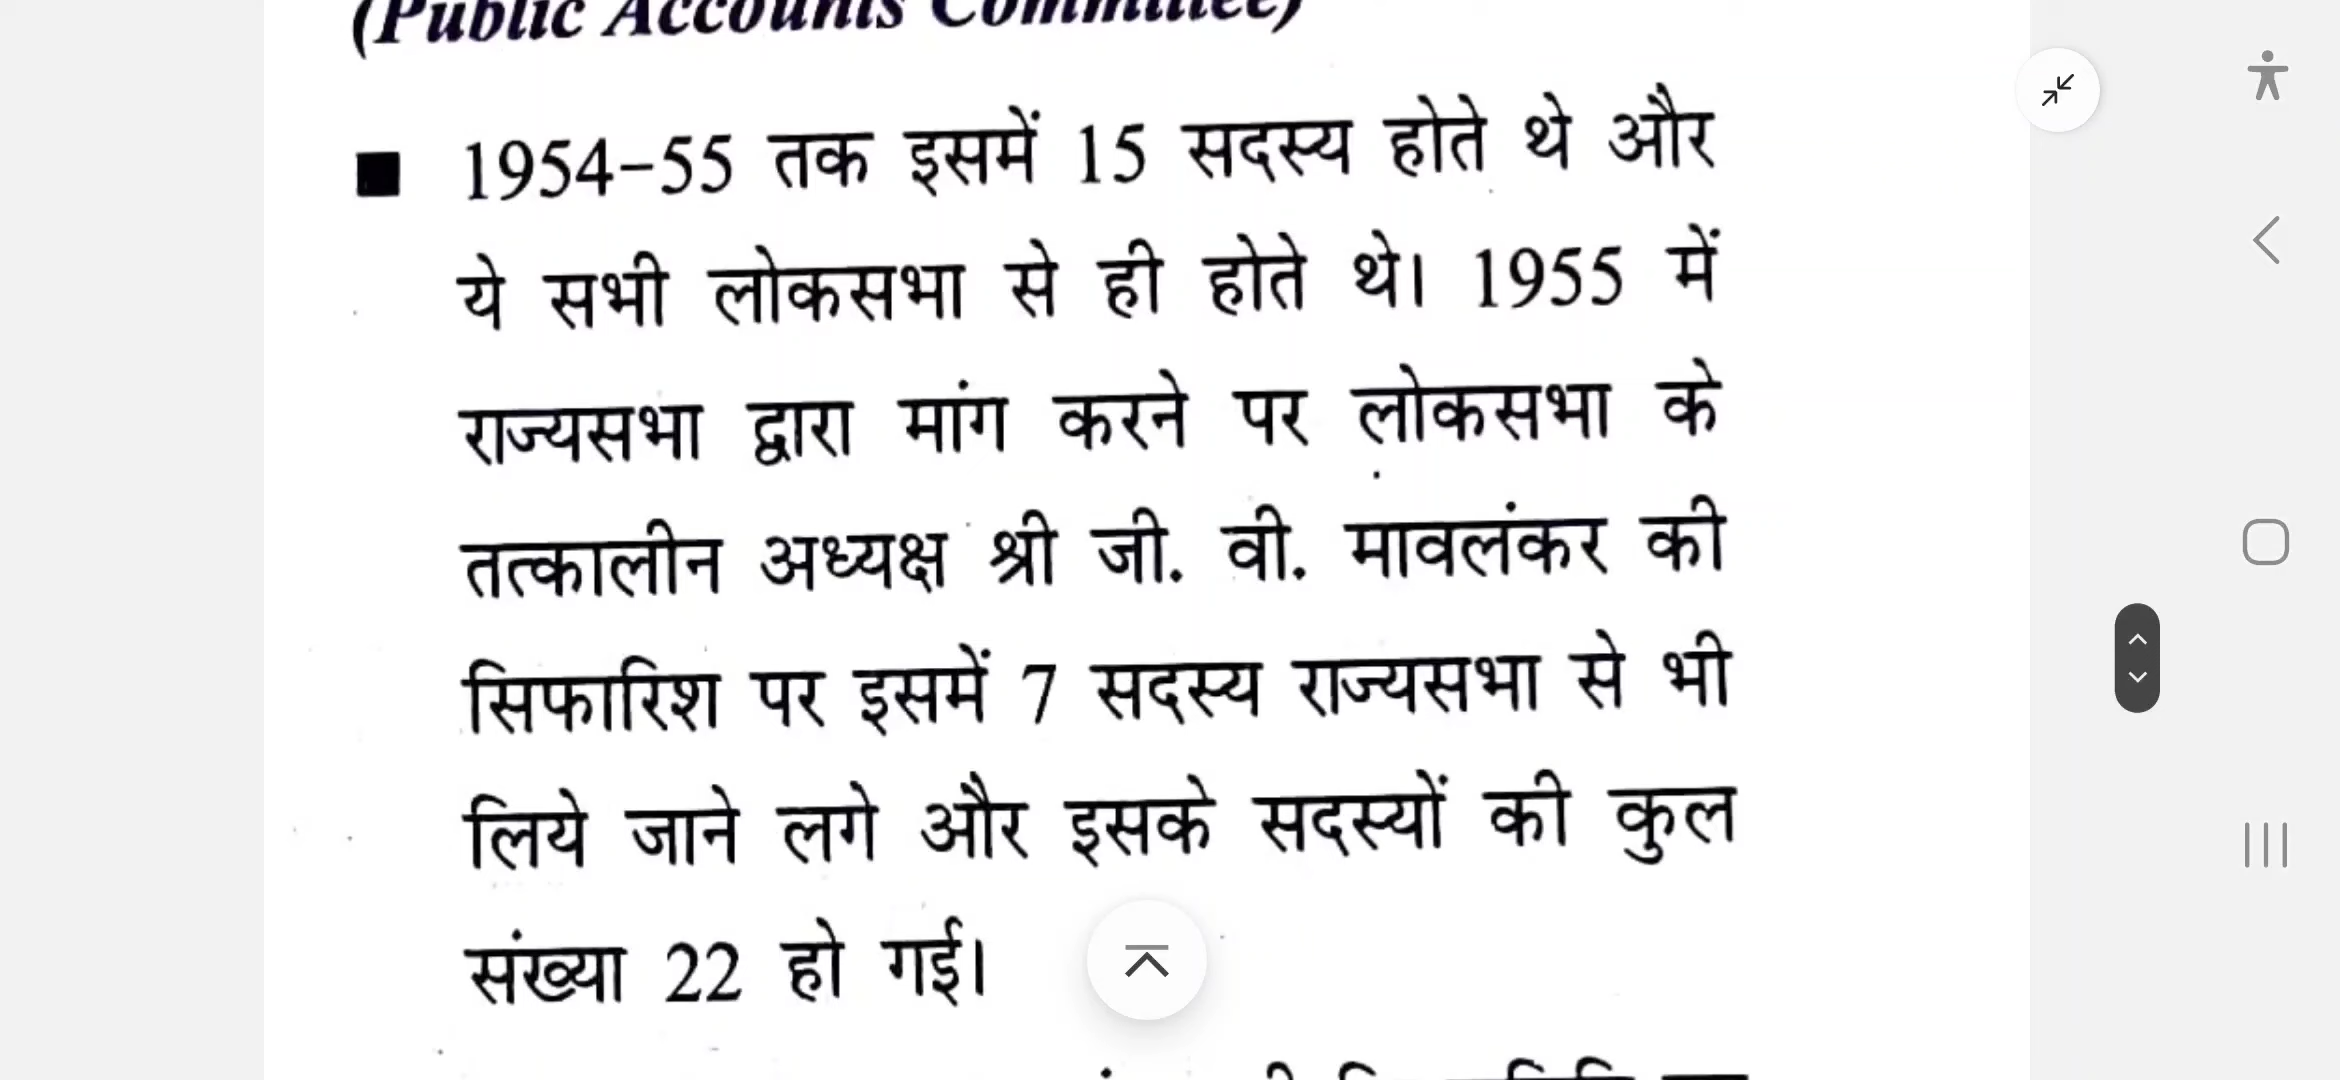 (Public Accounts Committee)
■ 1954-55 तक इसमें 15 सदस्य होते थे और
ये सभी लोकसभा से ही होते थे। 1955 में
राज्यसभा द्वारा मांग करने पर लोकसभा के
तत्कालीन अध्यक्ष श्री जी. वी. मावलंकर की
सिफारिश पर इसमें 7 सदस्य राज्यसभा से भी
लिये जाने लगे और इसके सदस्यों की कुल
संख्या 22 हो गई।